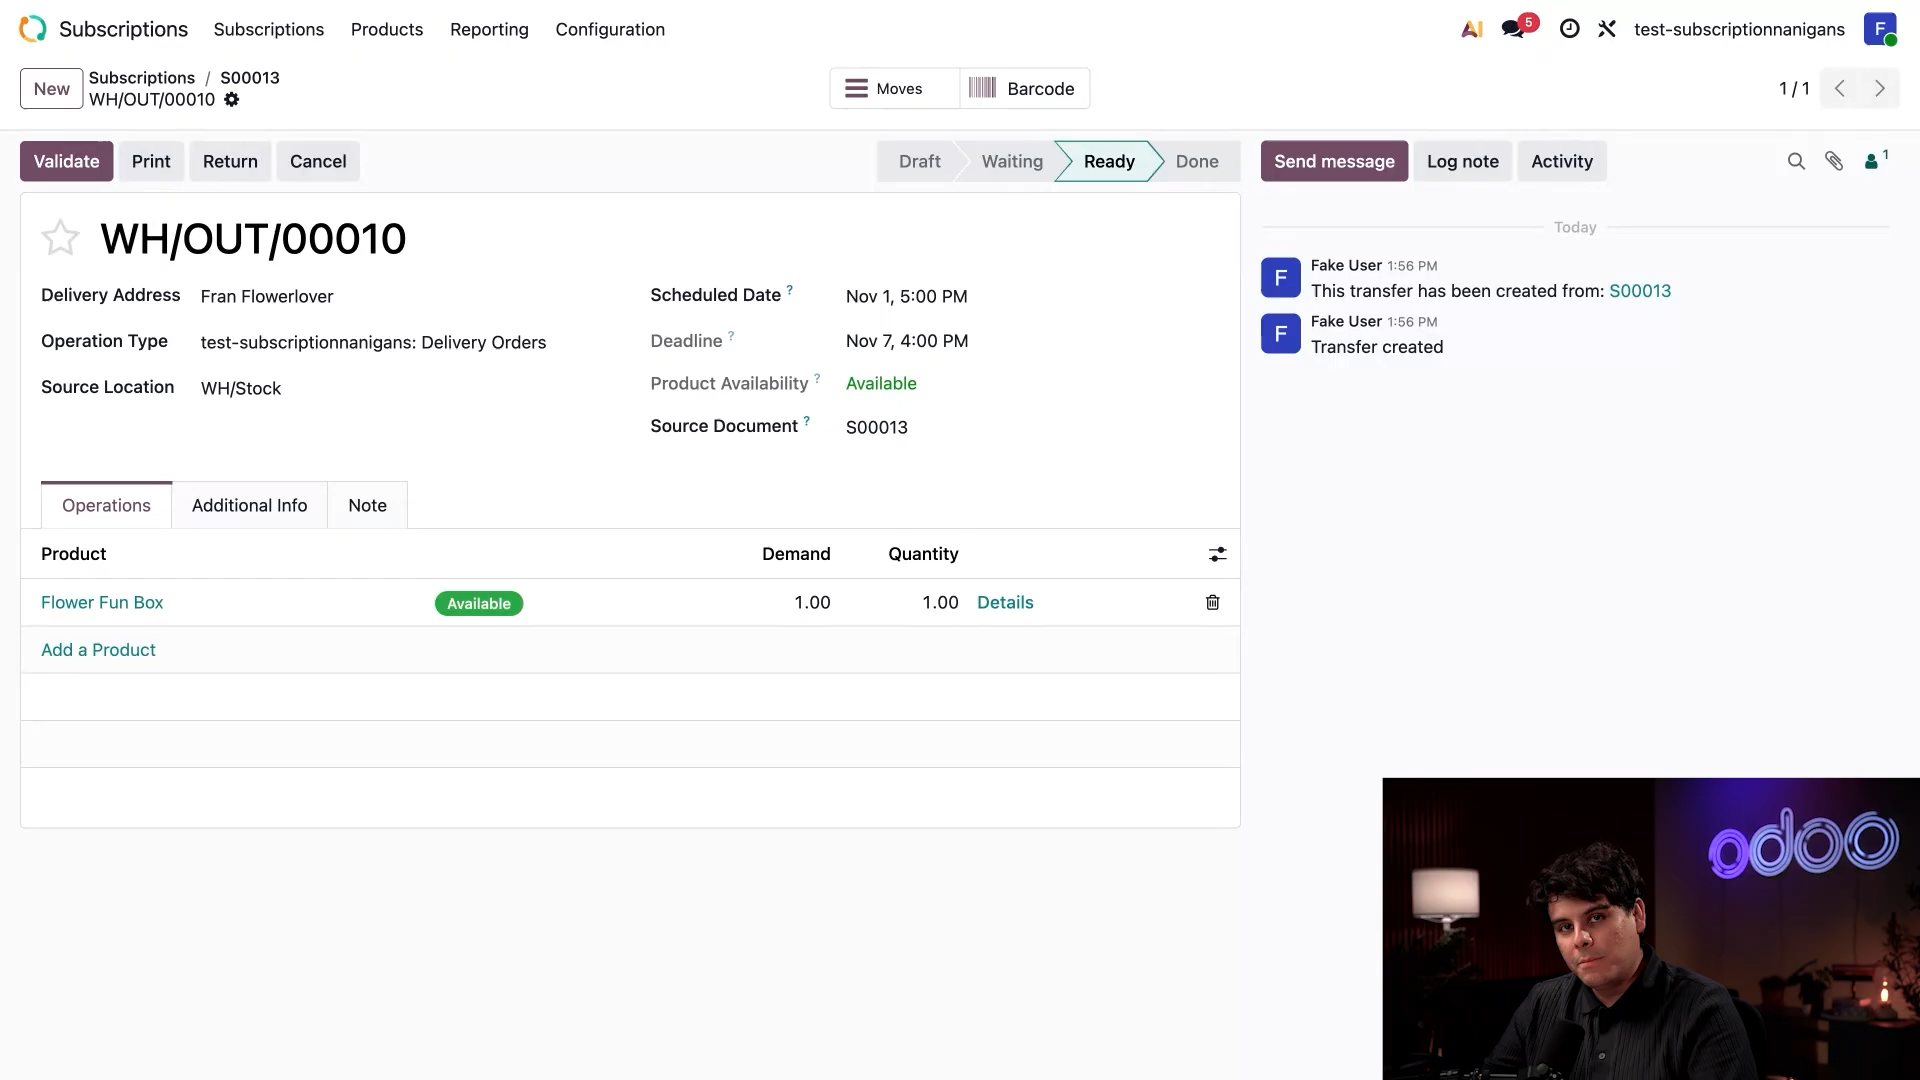 Subscriptions Subscriptions Products Reporting Configuration AI 5 test-subscriptionnanigans F
New Subscriptions / S00013 Moves Barcode 1 / 1
WH/OUT/00010
Validate Print Return Cancel Draft Waiting Ready Done Send message Log note Activity 1
WH/OUT/00010
Delivery Address Fran Flowerlover
Operation Type test-subscriptionnanigans: Delivery Orders
Source Location WH/Stock
Scheduled Date ? Nov 1, 5:00 PM
Deadline ? Nov 7, 4:00 PM
Product Availability ? Available
Source Document ? S00013
Operations Additional Info Note
Product Demand Quantity
Flower Fun Box Available 1.00 1.00 Details
Add a Product
Today
F Fake User 1:56 PM
This transfer has been created from: S00013
F Fake User 1:56 PM
Transfer created
odoo